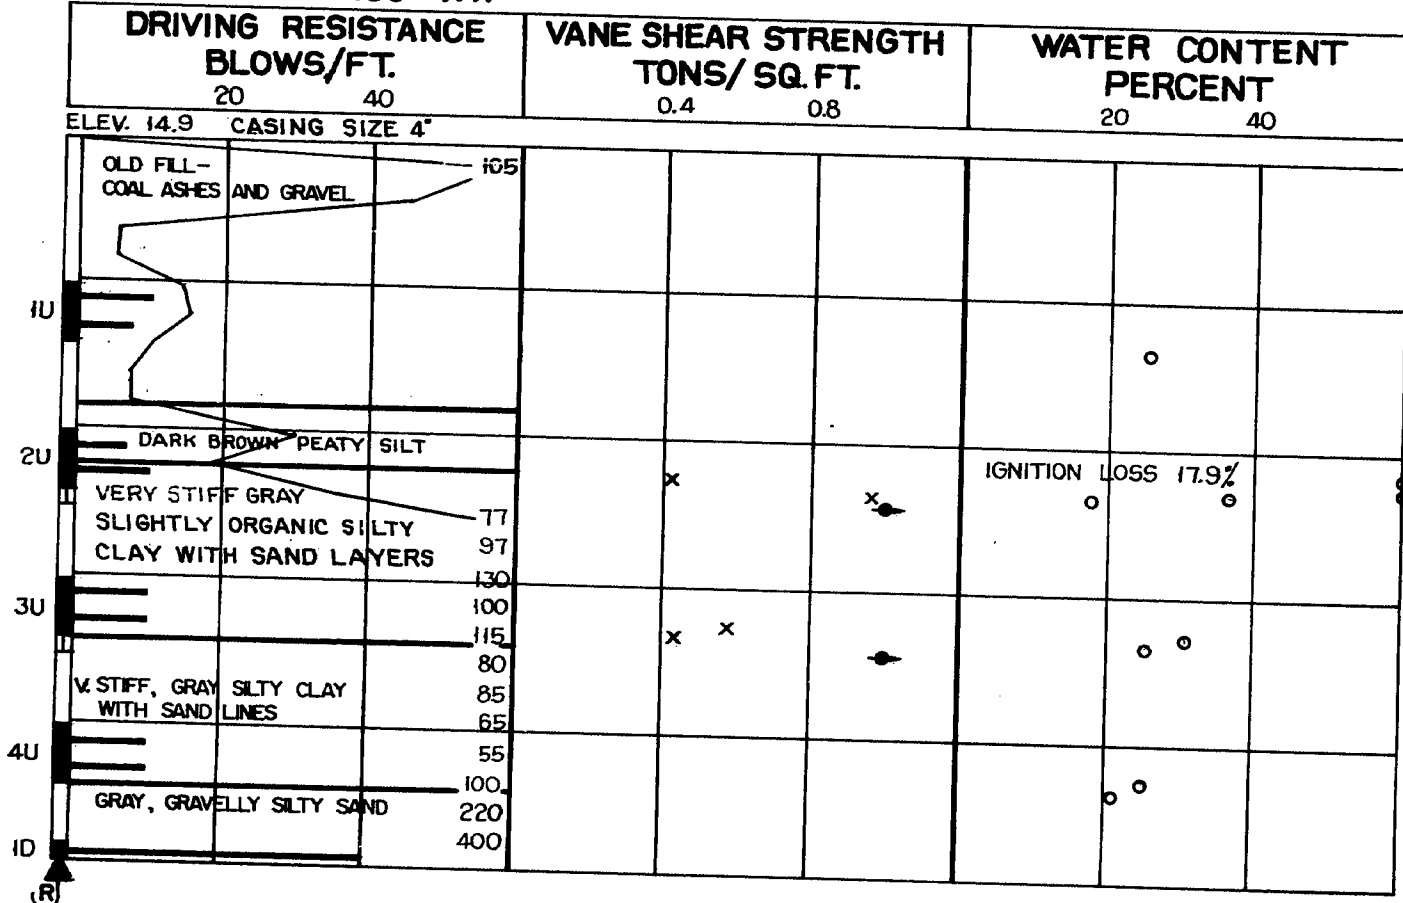 DRIVING RESISTANCE
BLOWS/FT.
20 40
VANE SHEAR STRENGTH
TONS/ SQ. FT.
0.4 0.8
WATER CONTENT
PERCENT
20 40
ELEV. 14.9 CASING SIZE 4"
OLD FILL-
COAL ASHES AND GRAVEL
105
1U
DARK BROWN PEATY SILT
2U
IGNITION LOSS 17.9%
VERY STIFF GRAY
SLIGHTLY ORGANIC SILTY
CLAY WITH SAND LAYERS
77
97
130
3U
100
115
80
V. STIFF, GRAY SILTY CLAY
WITH SAND LINES
85
65
4U
55
100
GRAY, GRAVELLY SILTY SAND
220
400
1D
(R)